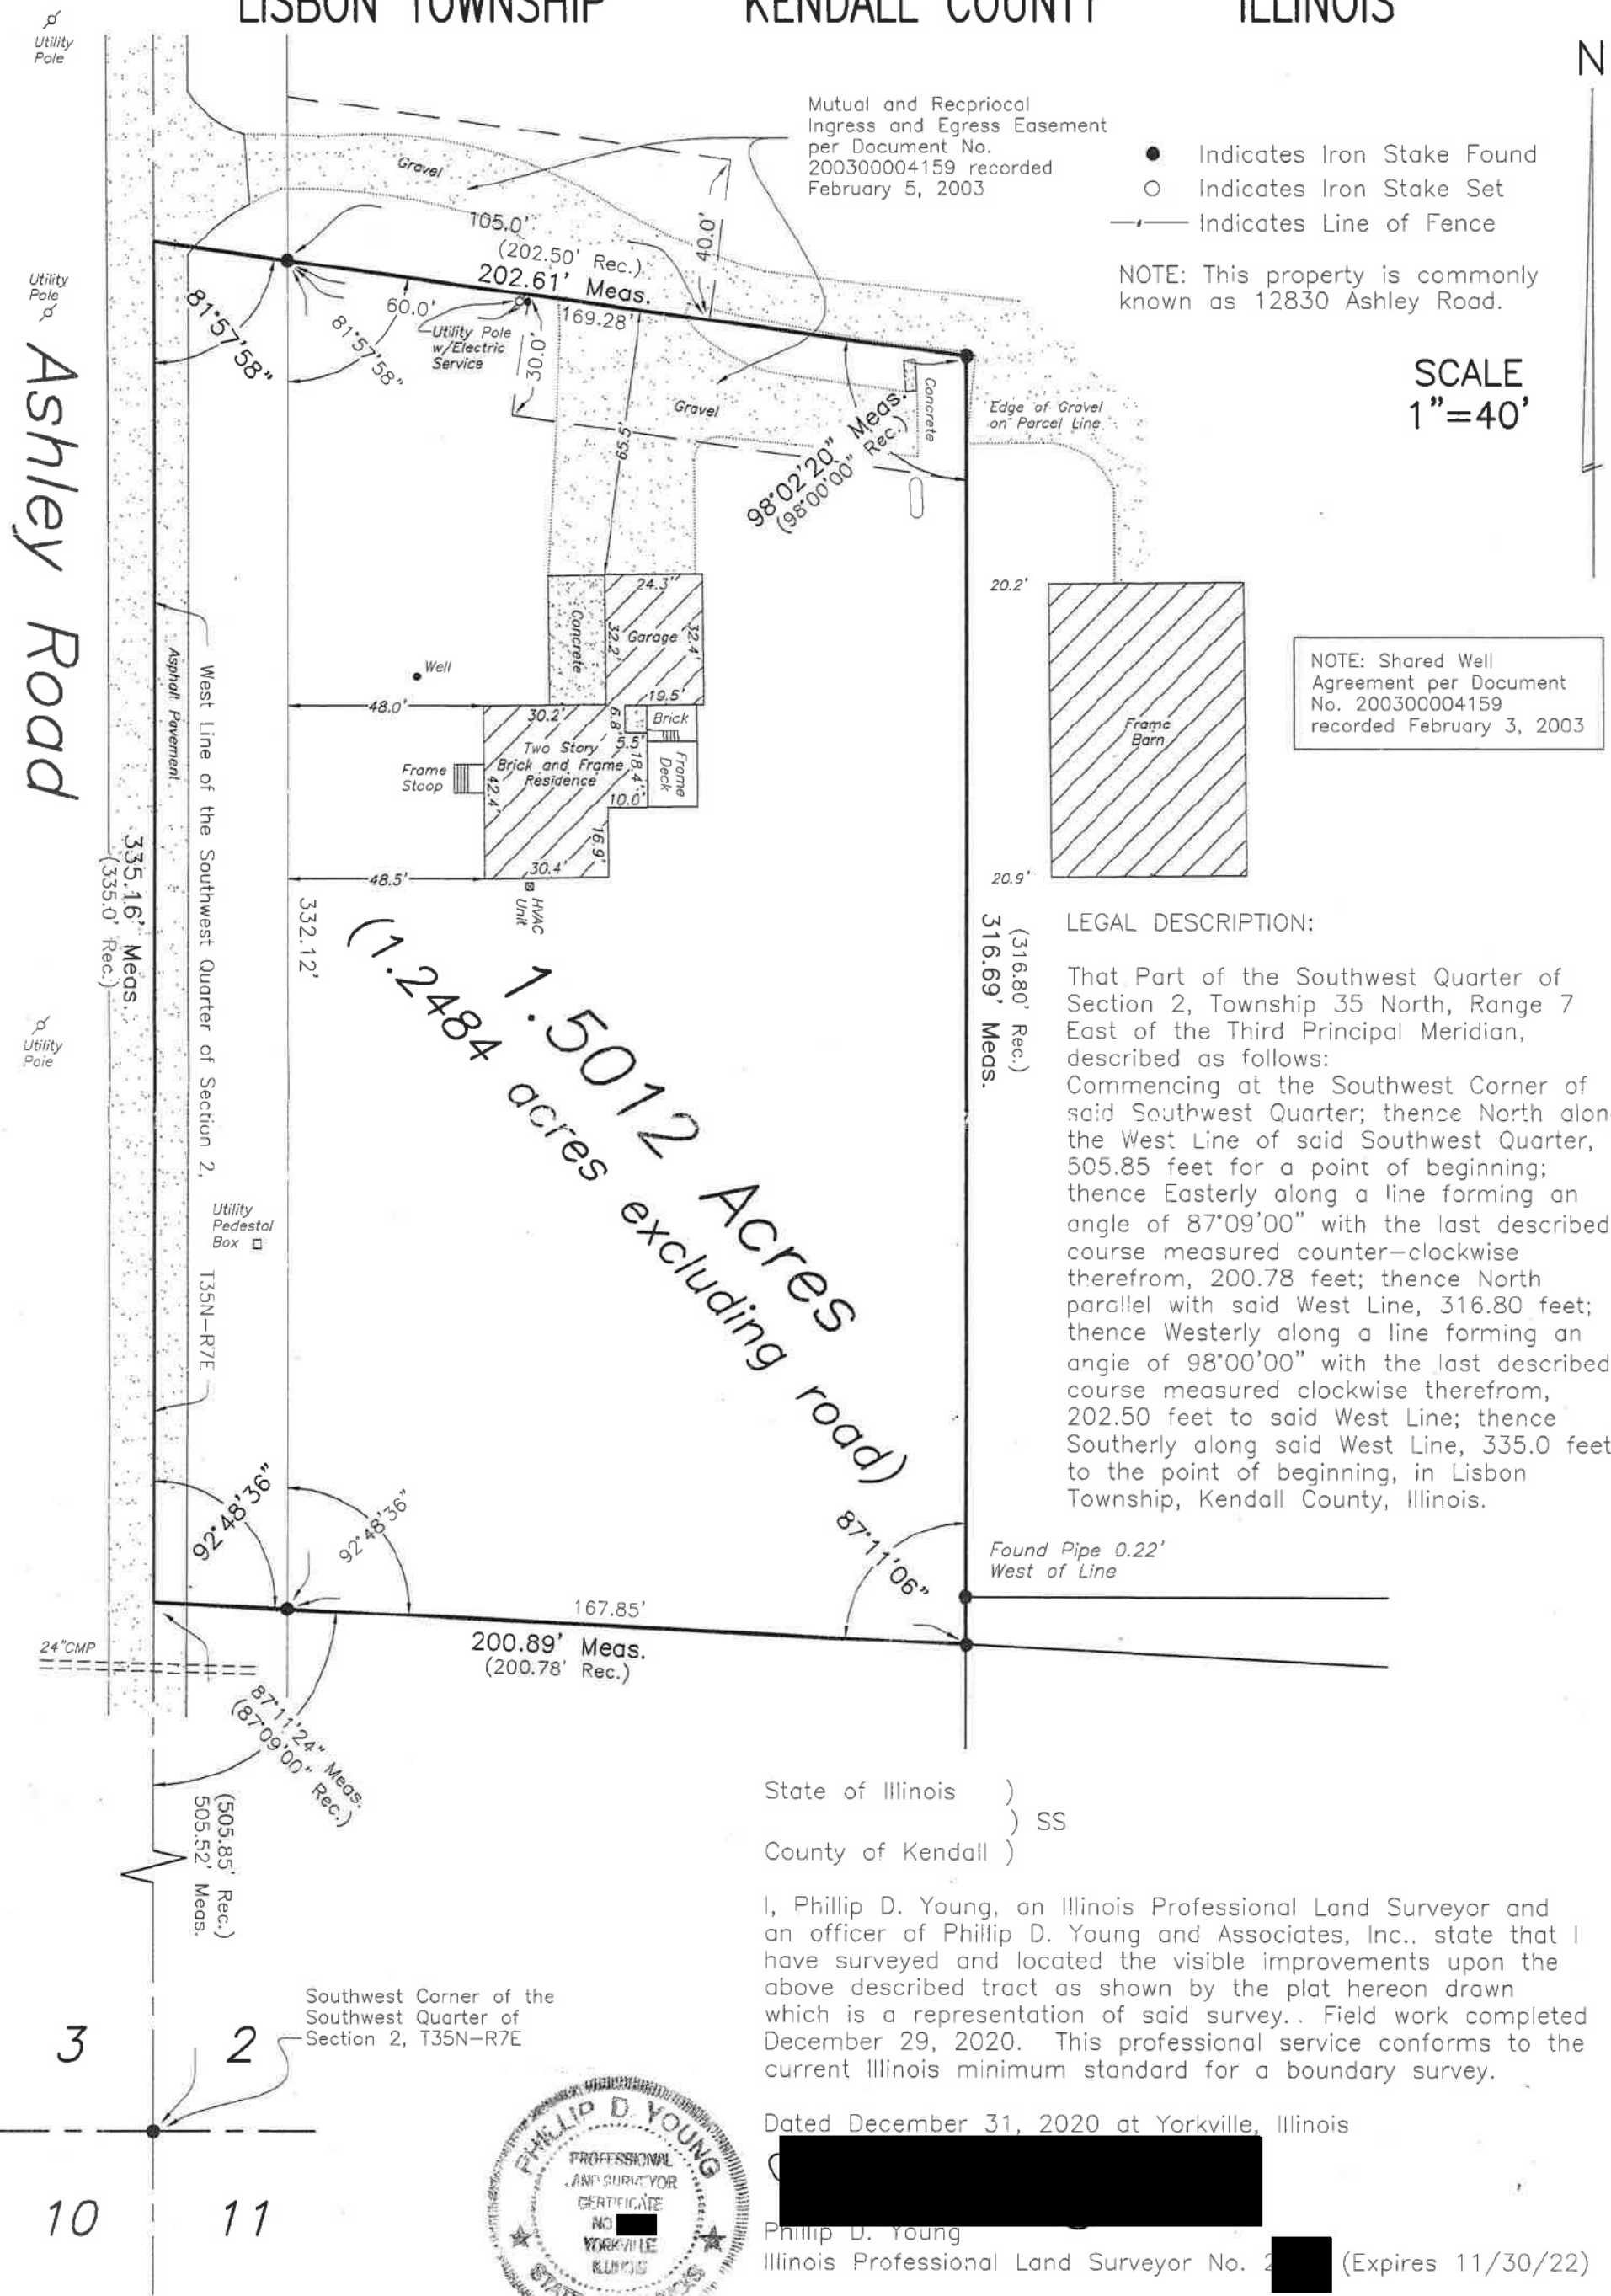 LISBON TOWNSHIP KENDALL COUNTY ILLINOIS
N
Utility
Pole
Mutual and Recpriocal
Ingress and Egress Easement
per Document No.
200300004159 recorded
February 5, 2003
● Indicates Iron Stake Found
○ Indicates Iron Stake Set
Indicates Line of Fence
NOTE: This property is commonly
known as 12830 Ashley Road.
SCALE
1"=40'
Gravel
105.0'
(202.50' Rec.)
202.61' Meas.
169.28'
40.0'
60.0'
30.0'
65.5'
Utility Pole
w/Electric
Service
81°57'58"
81°57'58"
Utility
Pole
Ashley Road
Gravel
98°02'20" Meas.
(98°00'00" Rec.)
Concrete
Edge of Gravel
on Parcel Line
20.2'
24.3'
Concrete
32.2'
Garage
32.4'
19.5'
Well
48.0'
30.2'
6.8'
5.5'
18.4'
10.0'
Brick
Frame
Deck
Two Story
Brick and Frame
Residence
Frame
Stoop
42.4'
16.9'
30.4'
48.5'
HVAC
Unit
Frame
Barn
20.9'
NOTE: Shared Well
Agreement per Document
No. 200300004159
recorded February 3, 2003
Asphalt Pavement
West Line of the Southwest Quarter of Section 2,
T35N-R7E
335.16' Meas.
(335.0' Rec.)
332.12'
Utility
Pole
1.5012 Acres
(1.2484 acres excluding road)
(316.80' Rec.)
316.69' Meas.
LEGAL DESCRIPTION:
That Part of the Southwest Quarter of
Section 2, Township 35 North, Range 7
East of the Third Principal Meridian,
described as follows:
Commencing at the Southwest Corner of
said Southwest Quarter; thence North alon
the West Line of said Southwest Quarter,
505.85 feet for a point of beginning;
thence Easterly along a line forming an
angle of 87°09'00" with the last described
course measured counter-clockwise
therefrom, 200.78 feet; thence North
parallel with said West Line, 316.80 feet;
thence Westerly along a line forming an
angle of 98°00'00" with the last described
course measured clockwise therefrom,
202.50 feet to said West Line; thence
Southerly along said West Line, 335.0 feet
to the point of beginning, in Lisbon
Township, Kendall County, Illinois.
Utility
Pedestal
Box
92°48'36"
92°48'36"
87°11'06"
Found Pipe 0.22'
West of Line
167.85'
200.89' Meas.
(200.78' Rec.)
24"CMP
87°11'24" Meas.
(87°09'00" Rec.)
(505.85' Rec.)
505.52' Meas.
State of Illinois )
) SS
County of Kendall )
I, Phillip D. Young, an Illinois Professional Land Surveyor and
an officer of Phillip D. Young and Associates, Inc.. state that I
have surveyed and located the visible improvements upon the
above described tract as shown by the plat hereon drawn
which is a representation of said survey.. Field work completed
December 29, 2020. This professional service conforms to the
current Illinois minimum standard for a boundary survey.
Southwest Corner of the
Southwest Quarter of
Section 2, T35N-R7E
3 2
10 11
PHILLIP D. YOUNG
PROFESSIONAL
LAND SURVEYOR
CERTIFICATE
NO
YORKVILLE
ILLINOIS
STATE
Dated December 31, 2020 at Yorkville, Illinois
Phillip D. Young
Illinois Professional Land Surveyor No. 2 (Expires 11/30/22)